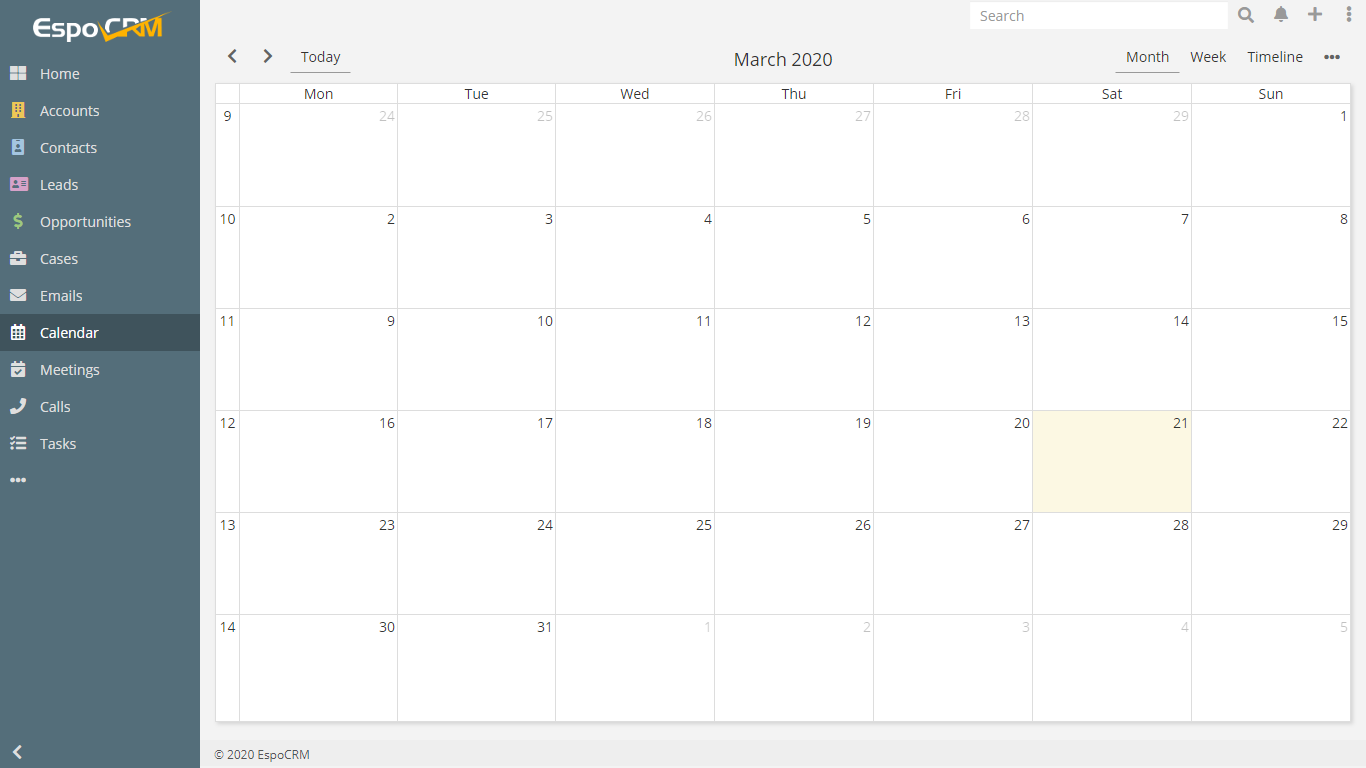 EspoCRM
Home
Accounts
Contacts
Leads
Opportunities
Cases
Emails
Calendar
Meetings
Calls
Tasks
Search
Today
March 2020
Month Week Timeline
Mon Tue Wed Thu Fri Sat Sun
9 24 25 26 27 28 29 1
10 2 3 4 5 6 7 8
11 9 10 11 12 13 14 15
12 16 17 18 19 20 21 22
13 23 24 25 26 27 28 29
14 30 31 1 2 3 4 5
© 2020 EspoCRM